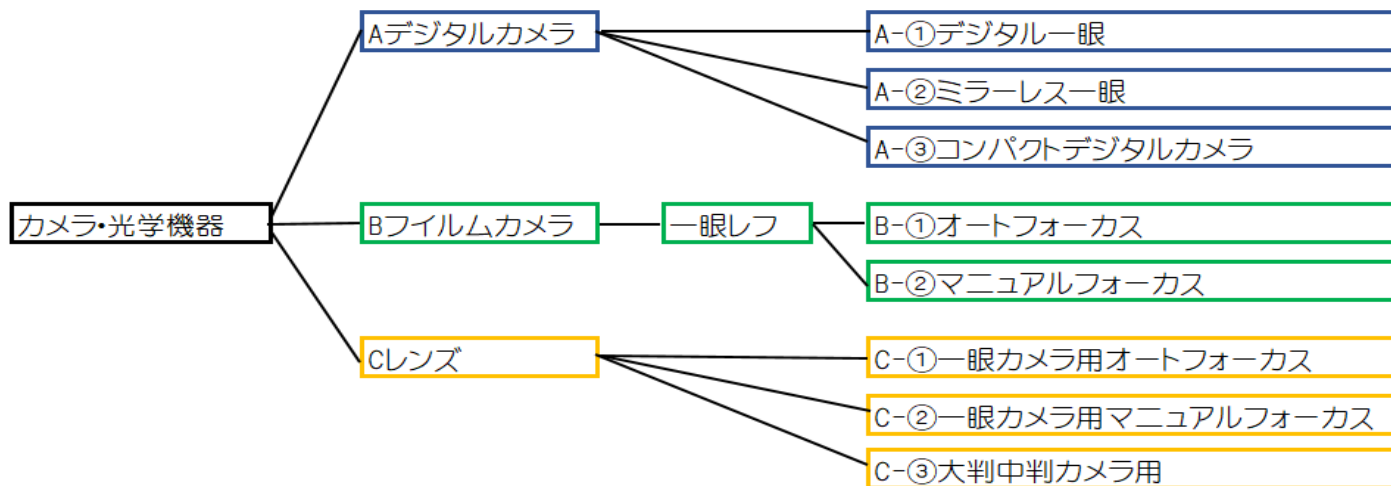 Aデジタルカメラ
A-①デジタル一眼
A-②ミラーレス一眼
A-③コンパクトデジタルカメラ
カメラ・光学機器
Bフイルムカメラ
一眼レフ
B-①オートフォーカス
B-②マニュアルフォーカス
Cレンズ
C-①一眼カメラ用オートフォーカス
C-②一眼カメラ用マニュアルフォーカス
C-③大判中判カメラ用